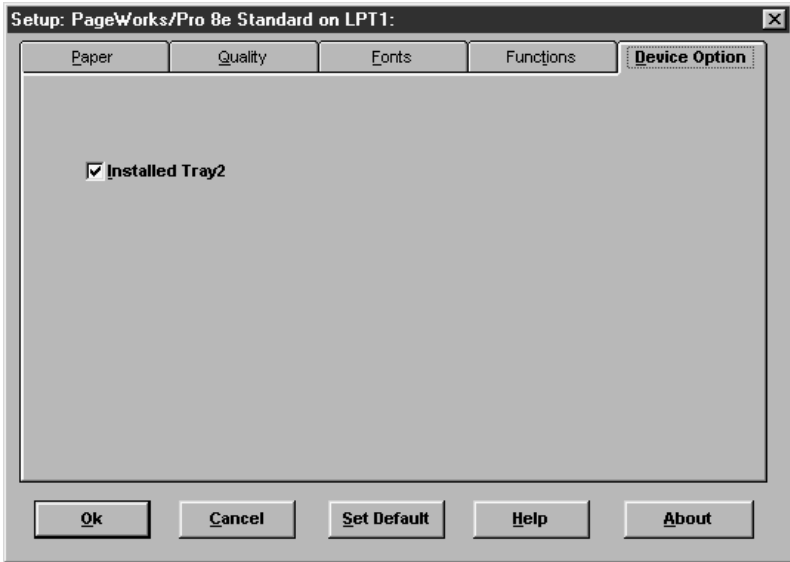 Setup: PageWorks/Pro 8e Standard on LPT1:
Paper Quality Fonts Functions Device Option
Installed Tray2
Ok Cancel Set Default Help About